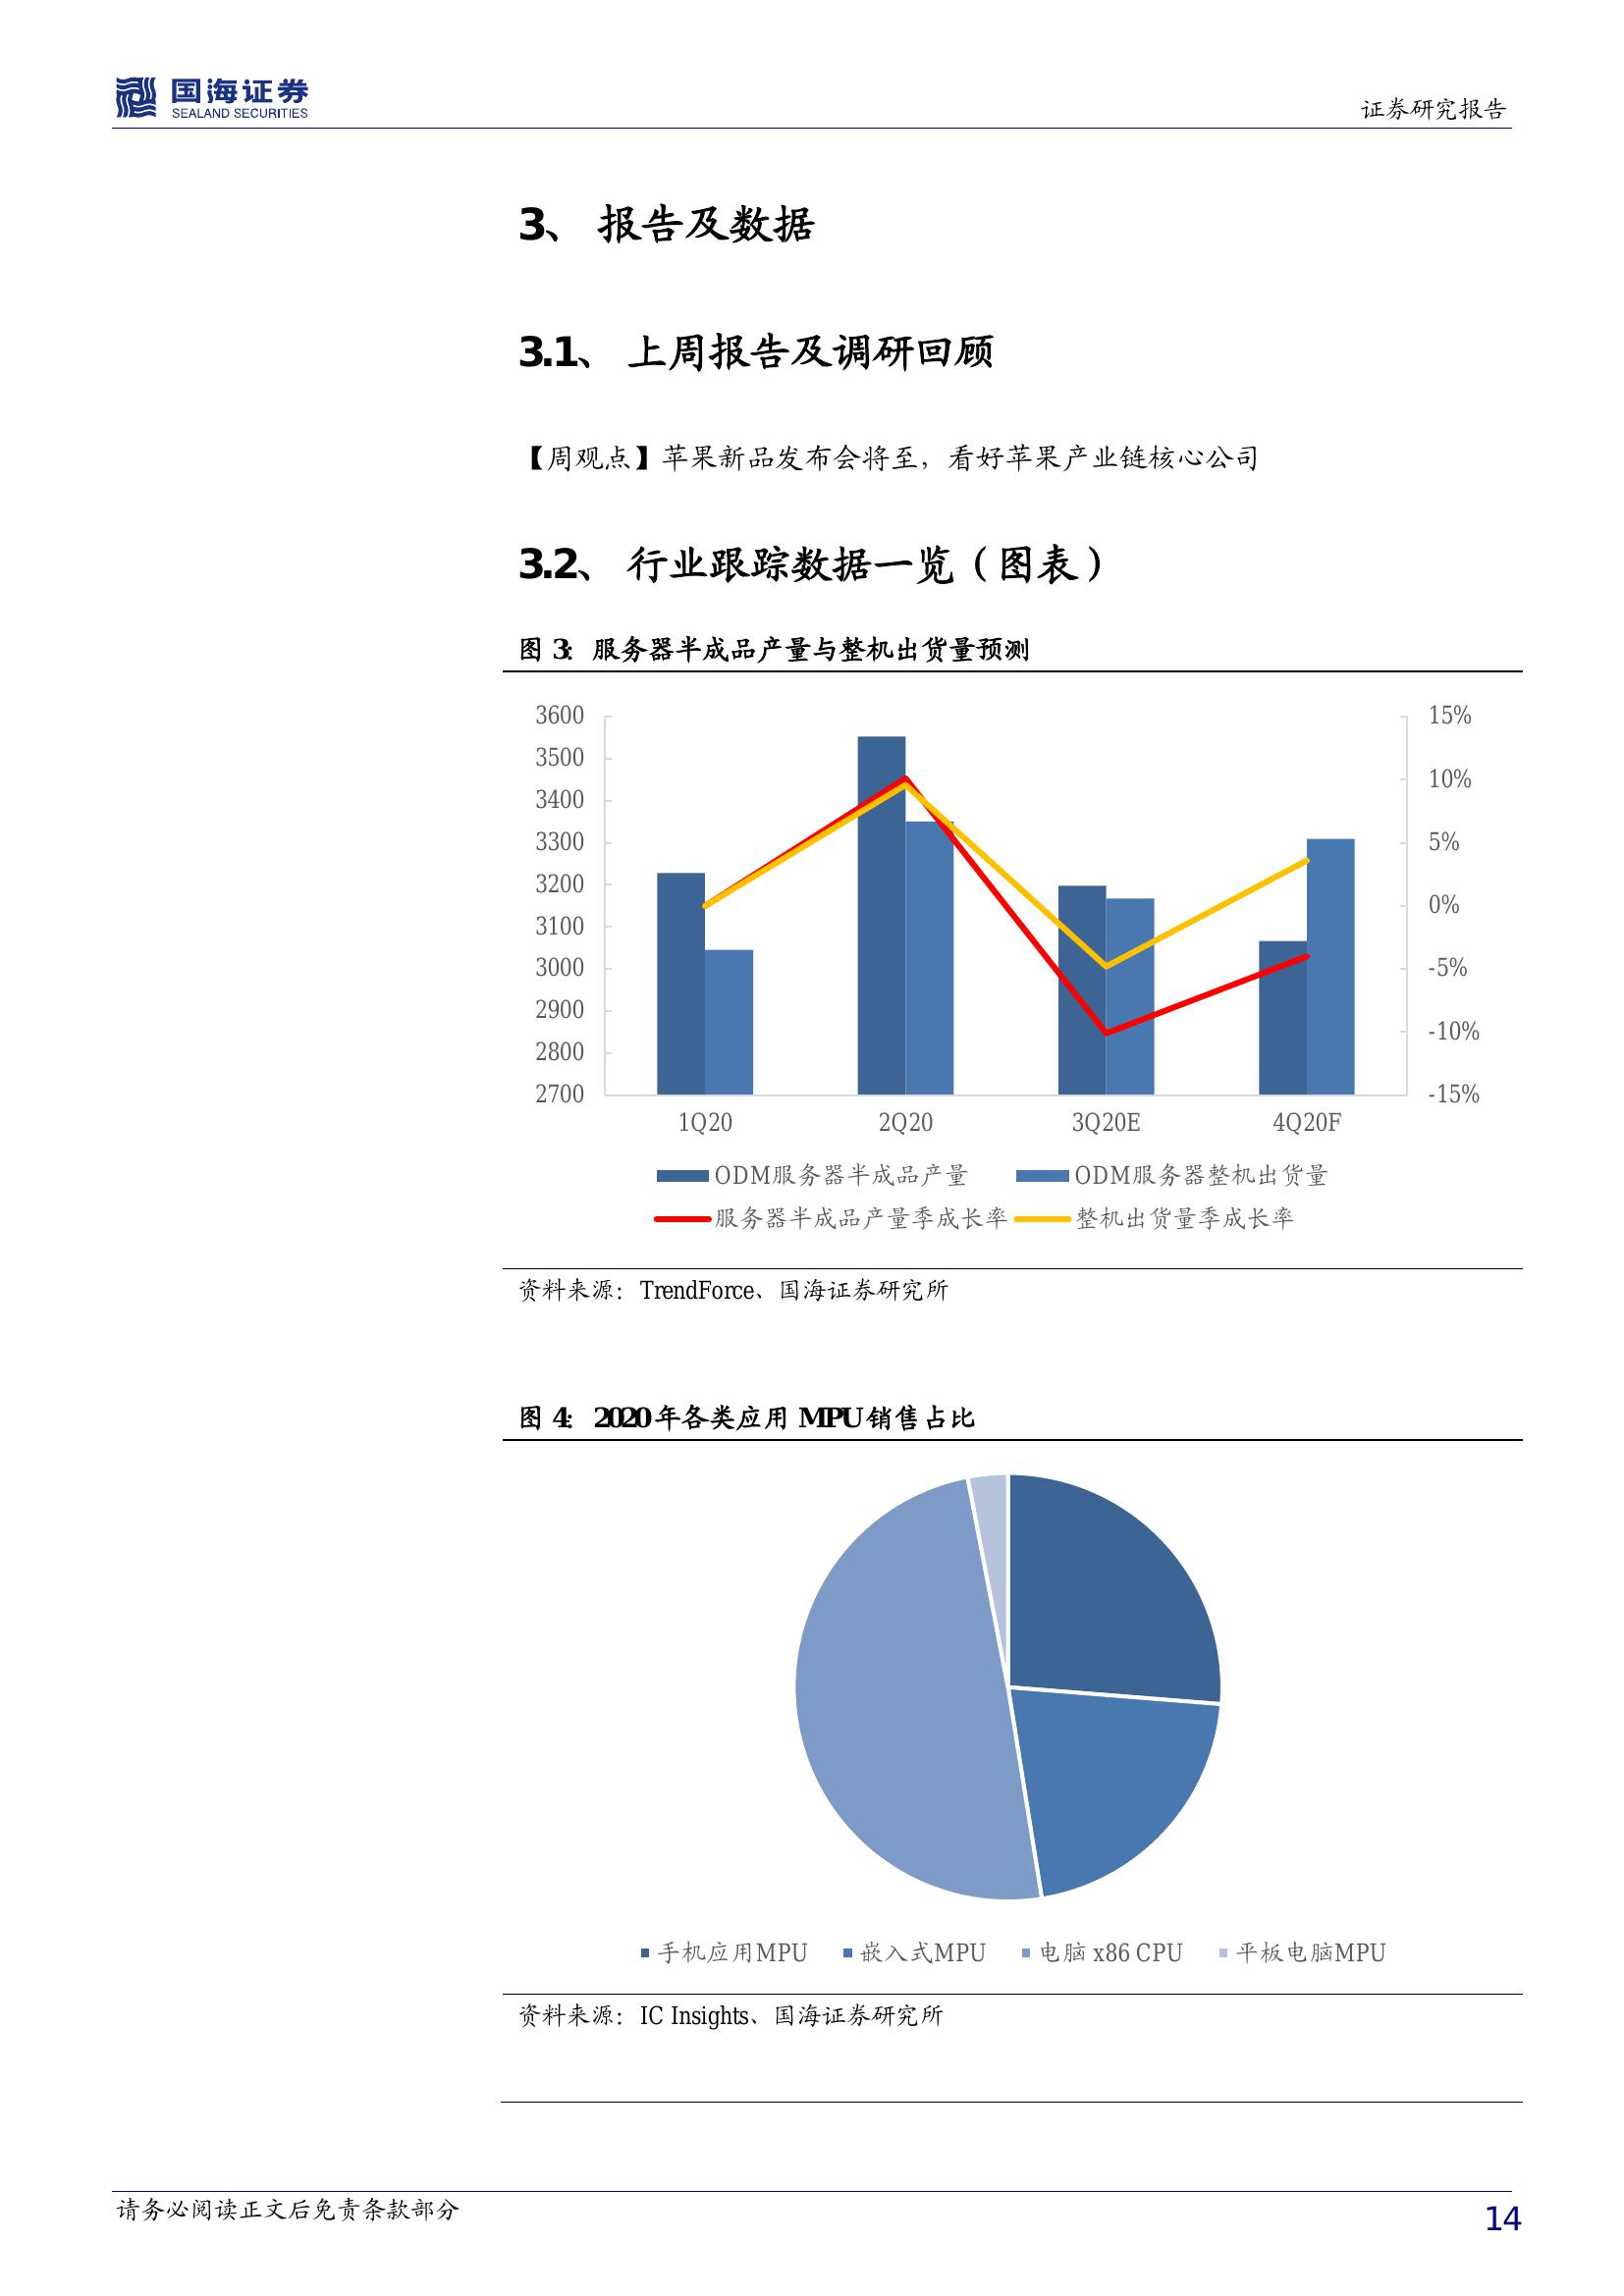 国海证券
SEALAND SECURITIES
证券研究报告
3、 报告及数据
3.1、 上周报告及调研回顾
【周观点】苹果新品发布会将至，看好苹果产业链核心公司
3.2、 行业跟踪数据一览（图表）
图 3：服务器半成品产量与整机出货量预测
3600
3500
3400
3300
3200
3100
3000
2900
2800
2700
15%
10%
5%
0%
-5%
-10%
-15%
1Q20 2Q20 3Q20E 4Q20F
ODM服务器半成品产量 ODM服务器整机出货量
服务器半成品产量季成长率 整机出货量季成长率
资料来源：TrendForce、国海证券研究所
图 4：2020年各类应用 MPU销售占比
手机应用MPU 嵌入式MPU 电脑 x86 CPU 平板电脑MPU
资料来源：IC Insights、国海证券研究所
请务必阅读正文后免责条款部分
14